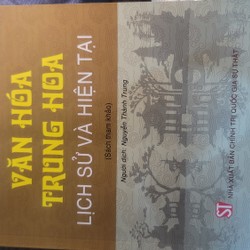 VĂN HÓA
TRUNG HOA
LỊCH SỬ VÀ HIỆN TẠI
(Sách tham khảo)
Người dịch: Nguyễn Thành Trung
ST
NHÀ XUẤT BẢN CHÍNH TRỊ QUỐC GIA SỰ THẬT